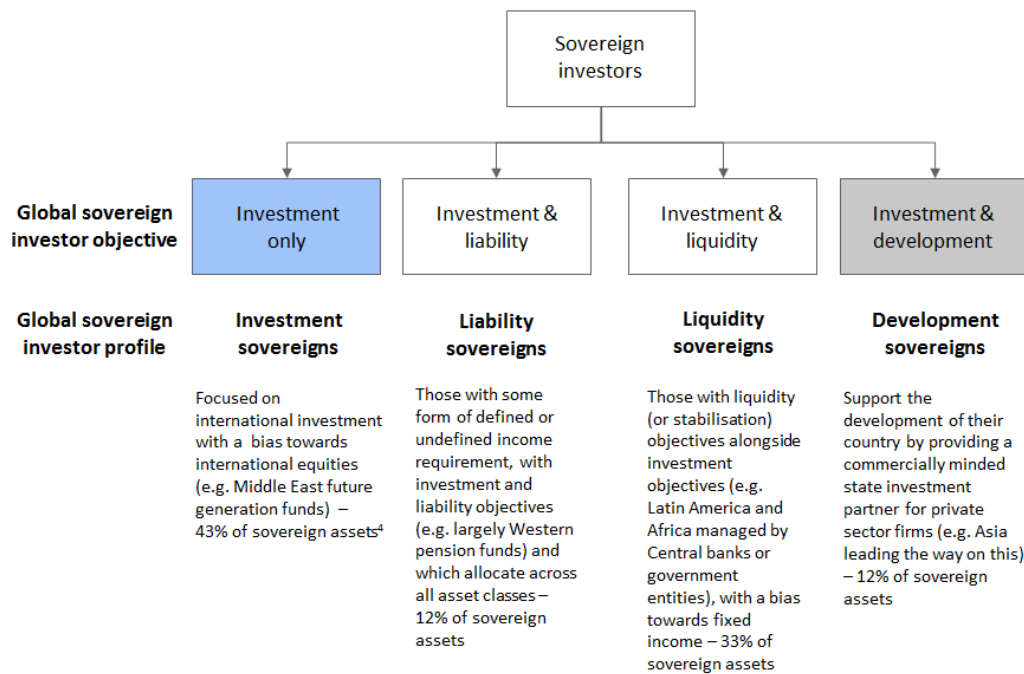 Sovereign
investors
Global sovereign
investor objective
Investment
only
Investment &
liability
Investment &
liquidity
Investment &
development
Global sovereign
investor profile
Investment
sovereigns
Liability
sovereigns
Liquidity
sovereigns
Development
sovereigns
Focused on
international investment
with a bias towards
international equities
(e.g. Middle East future
generation funds) –
43% of sovereign assets⁴
Those with some
form of defined or
undefined income
requirement, with
investment and
liability objectives
(e.g. largely Western
pension funds) and
which allocate across
all asset classes –
12% of sovereign
assets
Those with liquidity
(or stabilisation)
objectives alongside
investment
objectives (e.g.
Latin America and
Africa managed by
Central banks or
government
entities), with a bias
towards fixed
income – 33% of
sovereign assets
Support the
development of their
country by providing a
commercially minded
state investment
partner for private
sector firms (e.g. Asia
leading the way on this)
– 12% of sovereign
assets